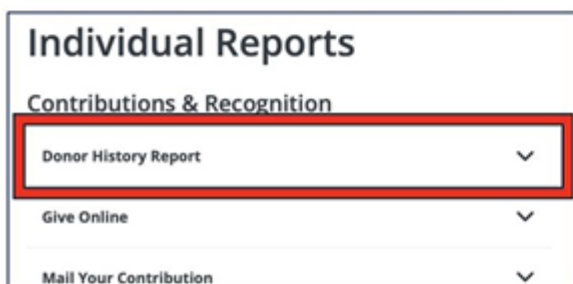 Individual Reports
Contributions & Recognition
Donor History Report
Give Online
Mail Your Contribution